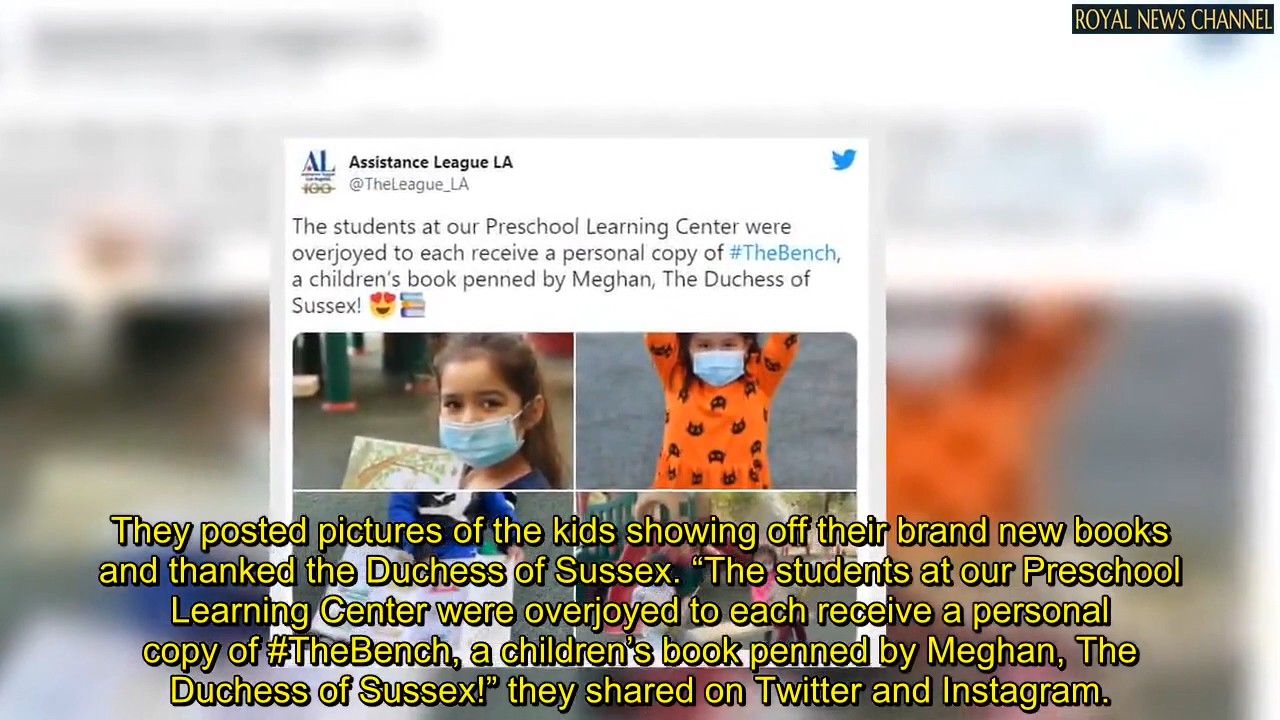 ROYAL NEWS CHANNEL
AL
100
Assistance League LA
@TheLeague_LA
The students at our Preschool Learning Center were
overjoyed to each receive a personal copy of #TheBench,
a children's book penned by Meghan, The Duchess of
Sussex! 😍📚
They posted pictures of the kids showing off their brand new books
and thanked the Duchess of Sussex. “The students at our Preschool
Learning Center were overjoyed to each receive a personal
copy of #TheBench, a children’s book penned by Meghan, The
Duchess of Sussex!” they shared on Twitter and Instagram.